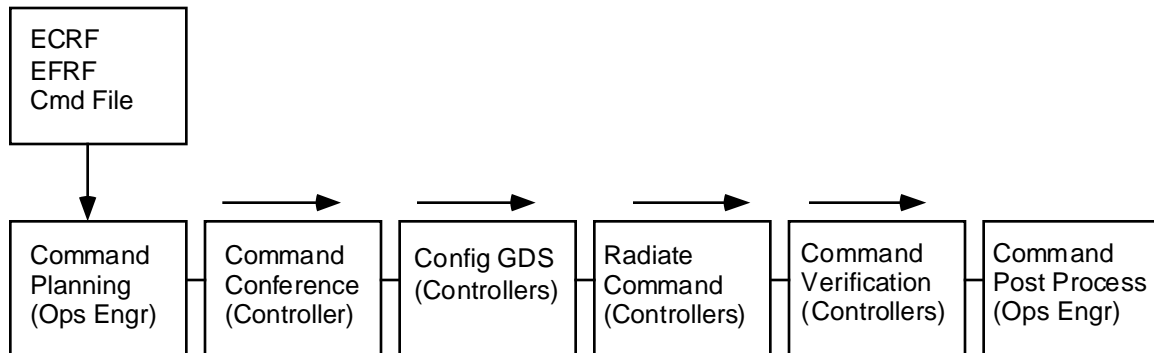 ECRF
EFRF
Cmd File
Command
Planning
(Ops Engr)
Command
Conference
(Controller)
Config GDS
(Controllers)
Radiate
Command
(Controllers)
Command
Verification
(Controllers)
Command
Post Process
(Ops Engr)